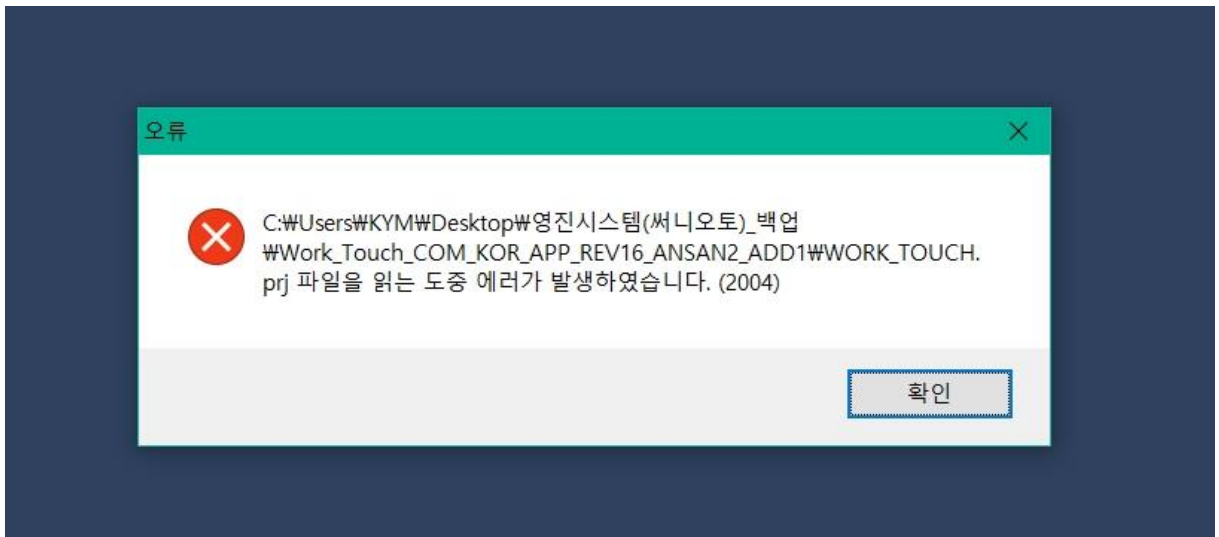 오류
C:₩Users₩KYM₩Desktop₩영진시스템(써니오토)_백업
₩Work_Touch_COM_KOR_APP_REV16_ANSAN2_ADD1₩WORK_TOUCH.
prj 파일을 읽는 도중 에러가 발생하였습니다. (2004)
확인